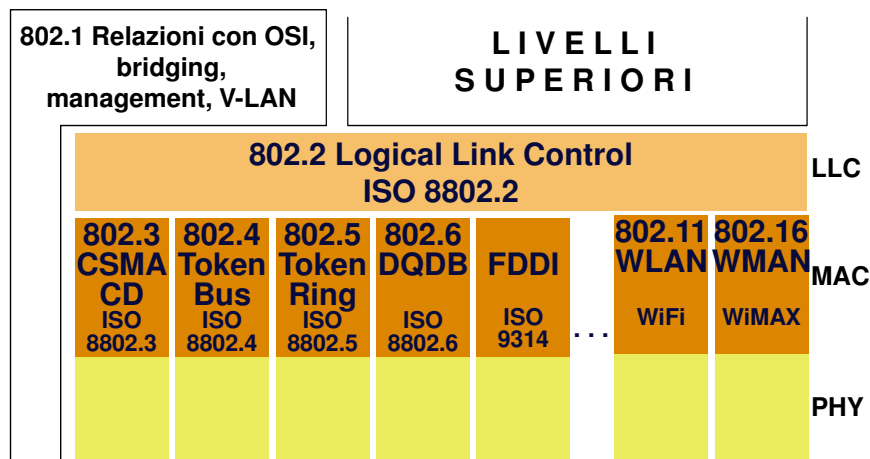 802.1 Relazioni con OSI,
bridging,
management, V-LAN
LIVELLI
SUPERIORI
802.2 Logical Link Control
ISO 8802.2
LLC
802.3
CSMA
CD
ISO
8802.3
802.4
Token
Bus
ISO
8802.4
802.5
Token
Ring
ISO
8802.5
802.6
DQDB
ISO
8802.6
FDDI
ISO
9314
. . .
802.11
WLAN
WiFi
802.16
WMAN
WiMAX
MAC
PHY